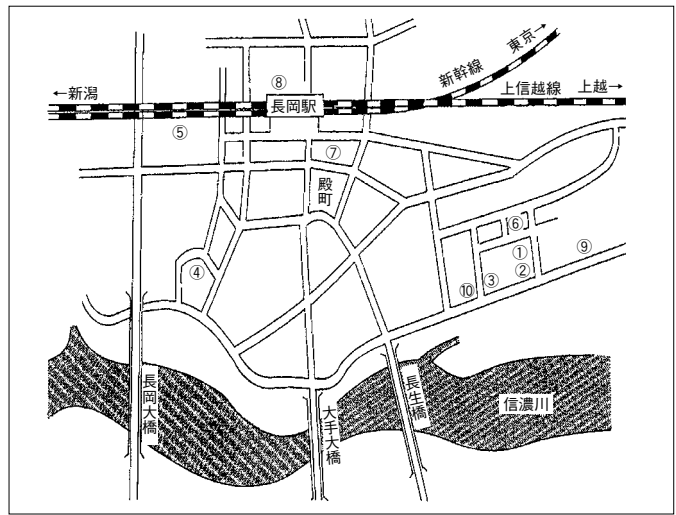 東京→
新幹線
←新潟
⑧
長岡駅
上信越線
上越→
⑤
⑦
殿町
⑥
④
①
⑨
②
③
⑩
長岡大橋
大手大橋
長生橋
信濃川